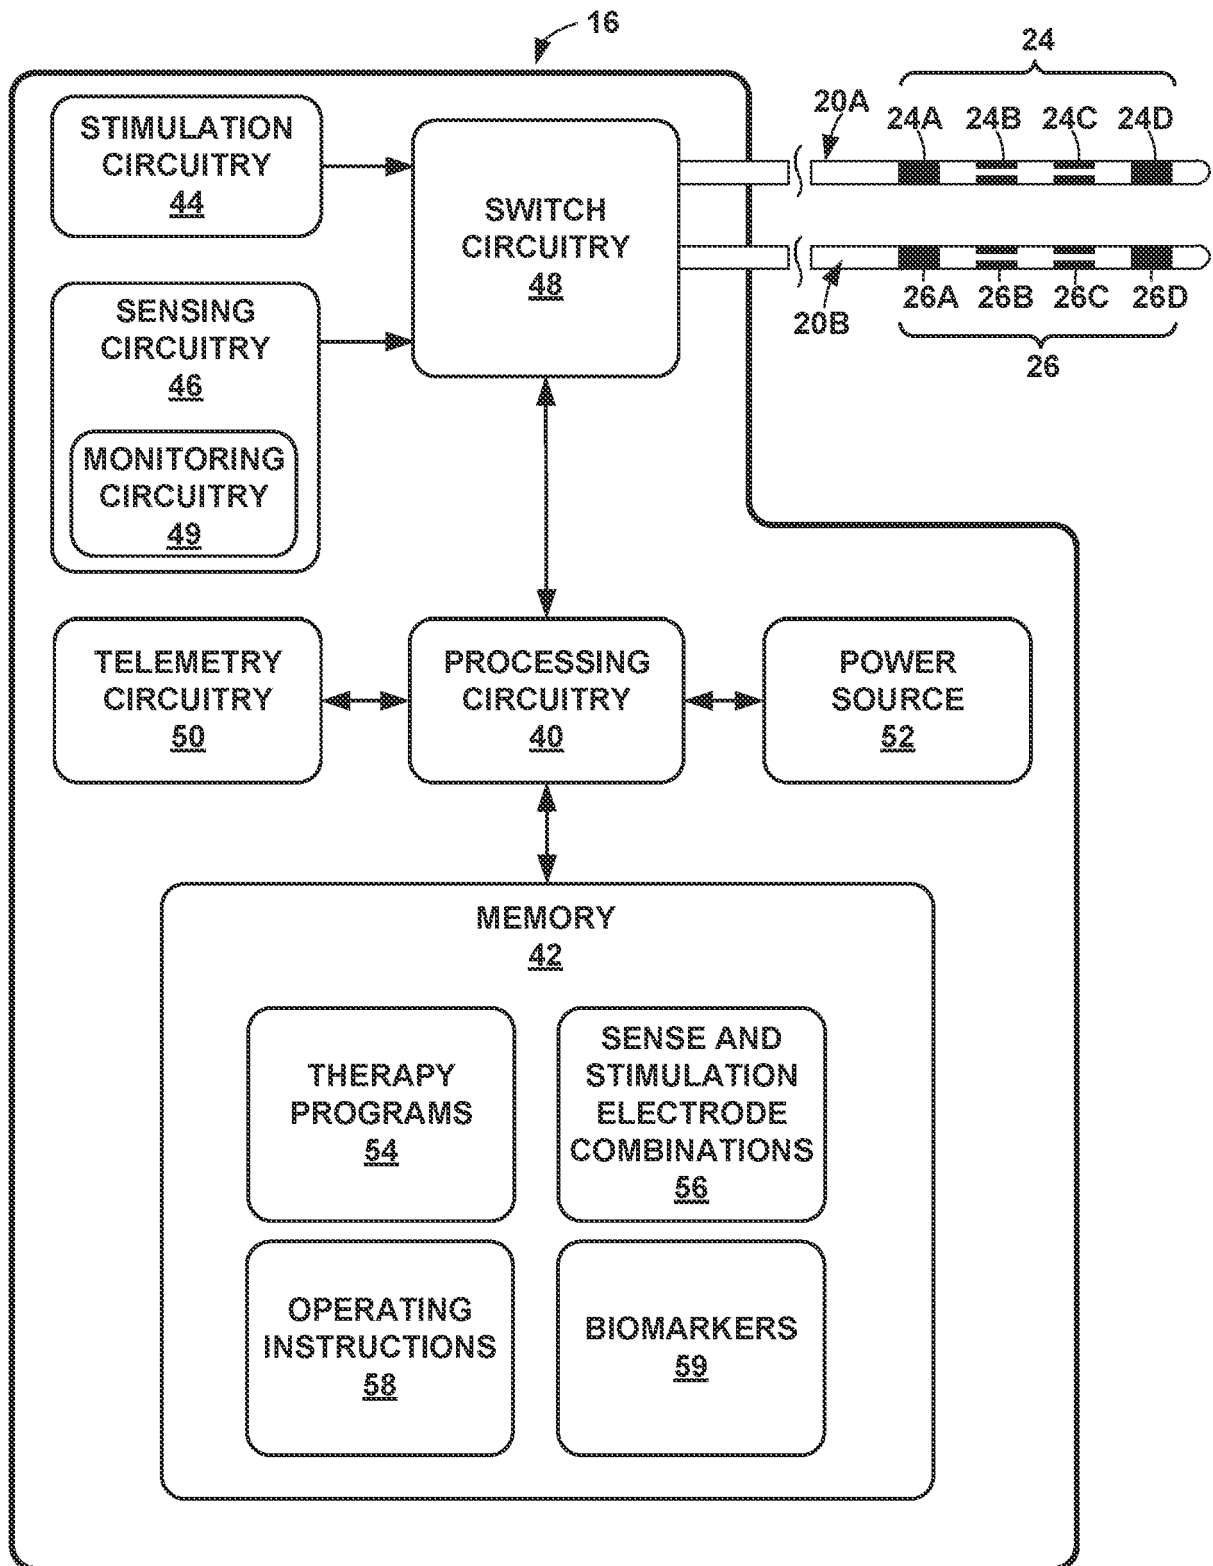 16
24
20A
24A 24B 24C 24D
STIMULATION
CIRCUITRY
44
SWITCH
CIRCUITRY
48
26A 26B 26C 26D
20B
26
SENSING
CIRCUITRY
46
MONITORING
CIRCUITRY
49
TELEMETRY
CIRCUITRY
50
PROCESSING
CIRCUITRY
40
POWER
SOURCE
52
MEMORY
42
THERAPY
PROGRAMS
54
SENSE AND
STIMULATION
ELECTRODE
COMBINATIONS
56
OPERATING
INSTRUCTIONS
58
BIOMARKERS
59